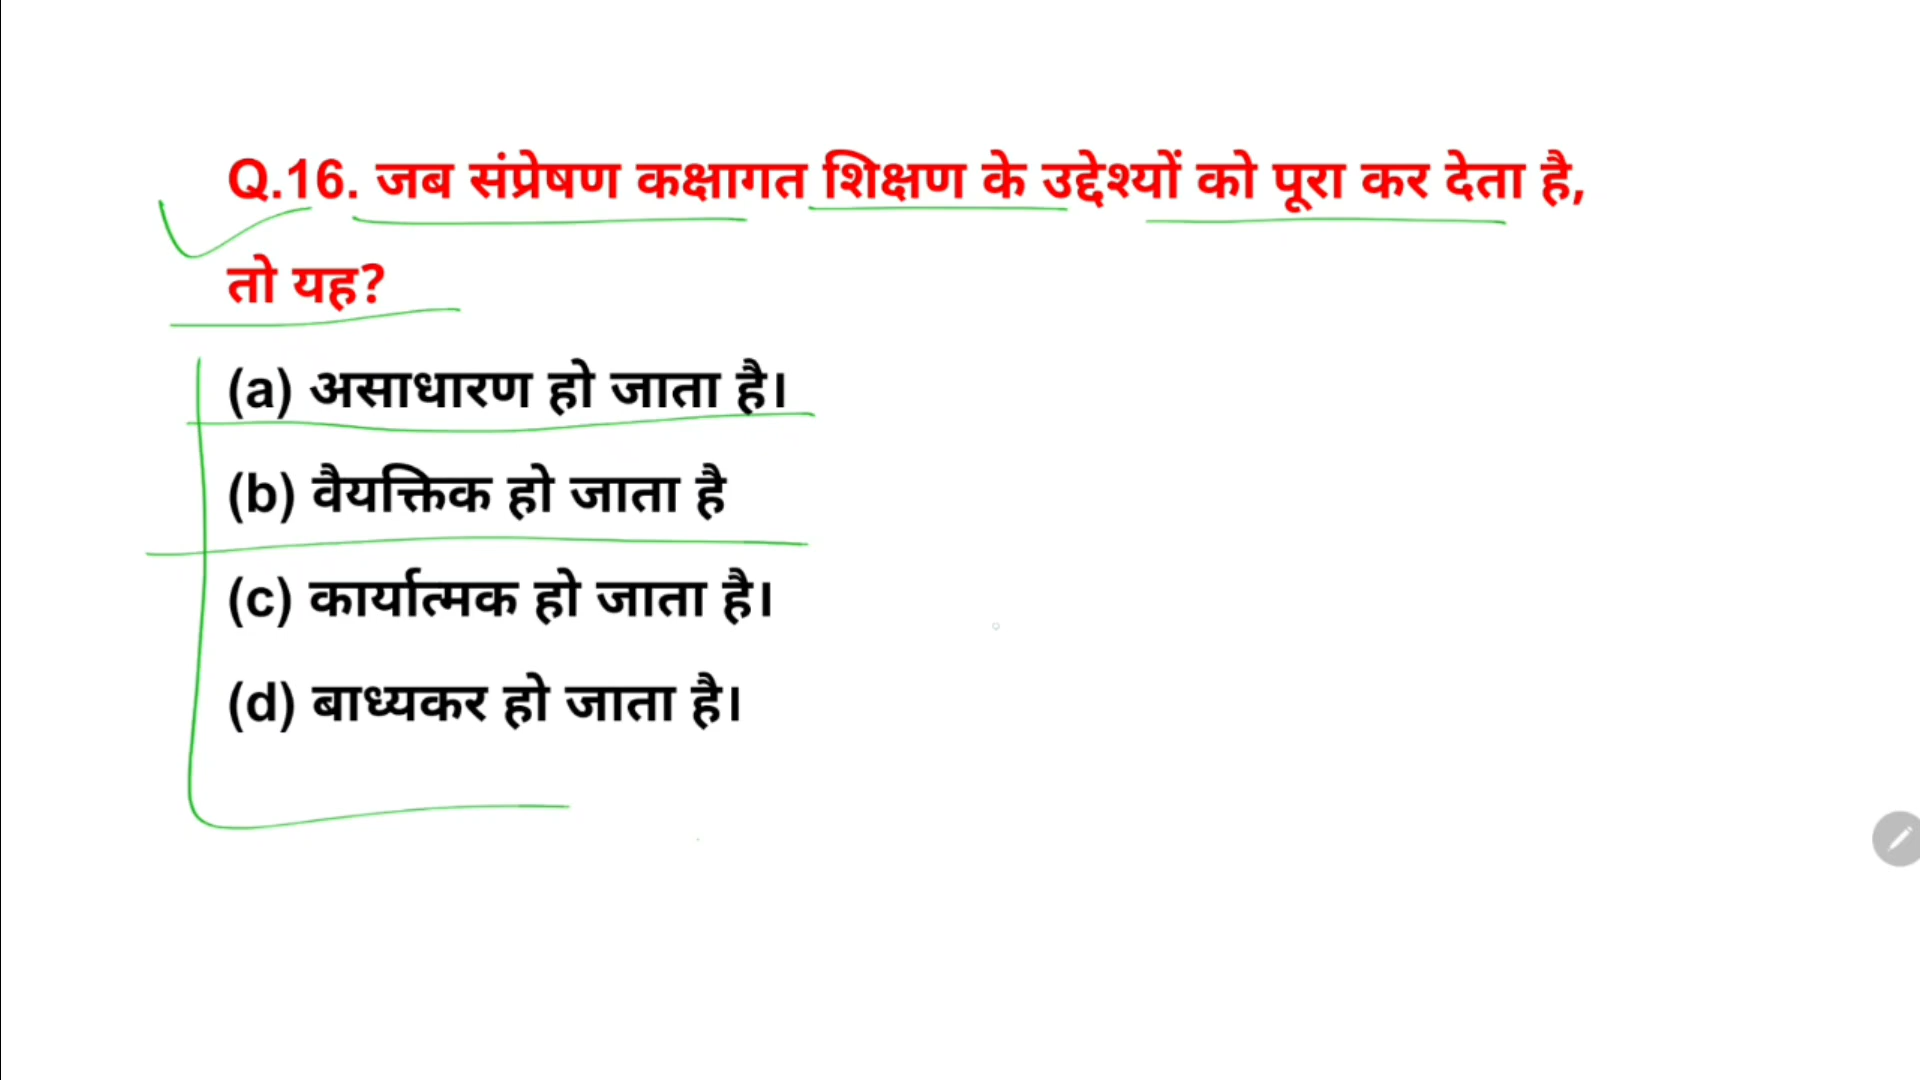 Q.16. जब संप्रेषण कक्षागत शिक्षण के उद्देश्यों को पूरा कर देता है,
तो यह?
(a) असाधारण हो जाता है।
(b) वैयक्तिक हो जाता है
(c) कार्यात्मक हो जाता है।
(d) बाध्यकर हो जाता है।